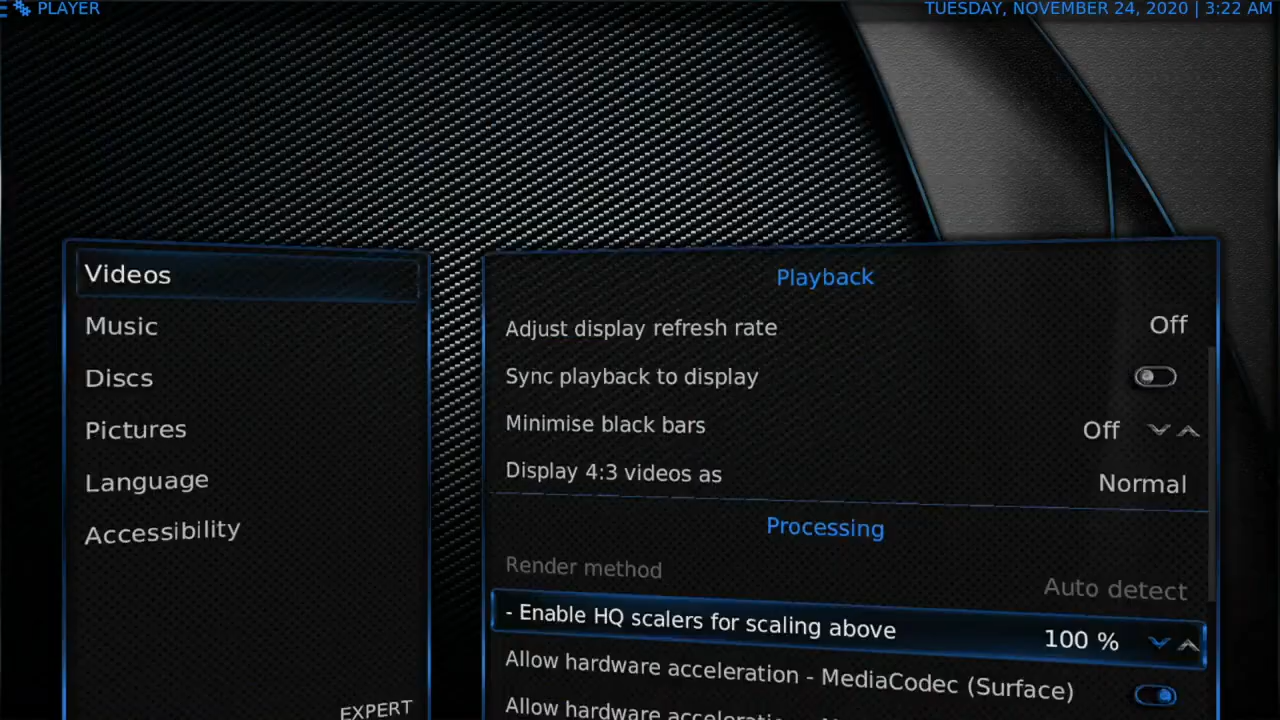 PLAYER
TUESDAY, NOVEMBER 24, 2020 | 3:22 AM
Videos
Music
Discs
Pictures
Language
Accessibility
EXPERT
Playback
Adjust display refresh rate Off
Sync playback to display
Minimise black bars Off
Display 4:3 videos as Normal
Processing
Render method Auto detect
- Enable HQ scalers for scaling above 100 %
Allow hardware acceleration - MediaCodec (Surface)
Allow hardware acceleration